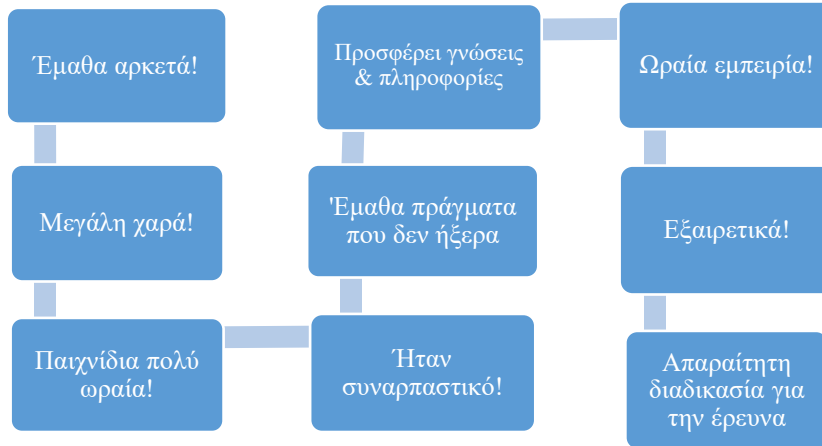 Έμαθα αρκετά!
Μεγάλη χαρά!
Παιχνίδια πολύ
ωραία!
Ήταν
συναρπαστικό!
'Έμαθα πράγματα
που δεν ήξερα
Προσφέρει γνώσεις
& πληροφορίες
Ωραία εμπειρία!
Εξαιρετικά!
Απαραίτητη
διαδικασία για
την έρευνα